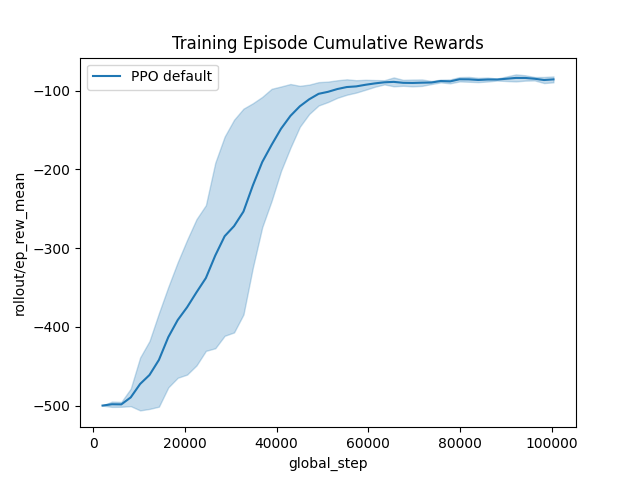 Training Episode Cumulative Rewards
PPO default
−100
−200
−300
−400
−500
rollout/ep_rew_mean
0
20000
40000
60000
80000
100000
global_step